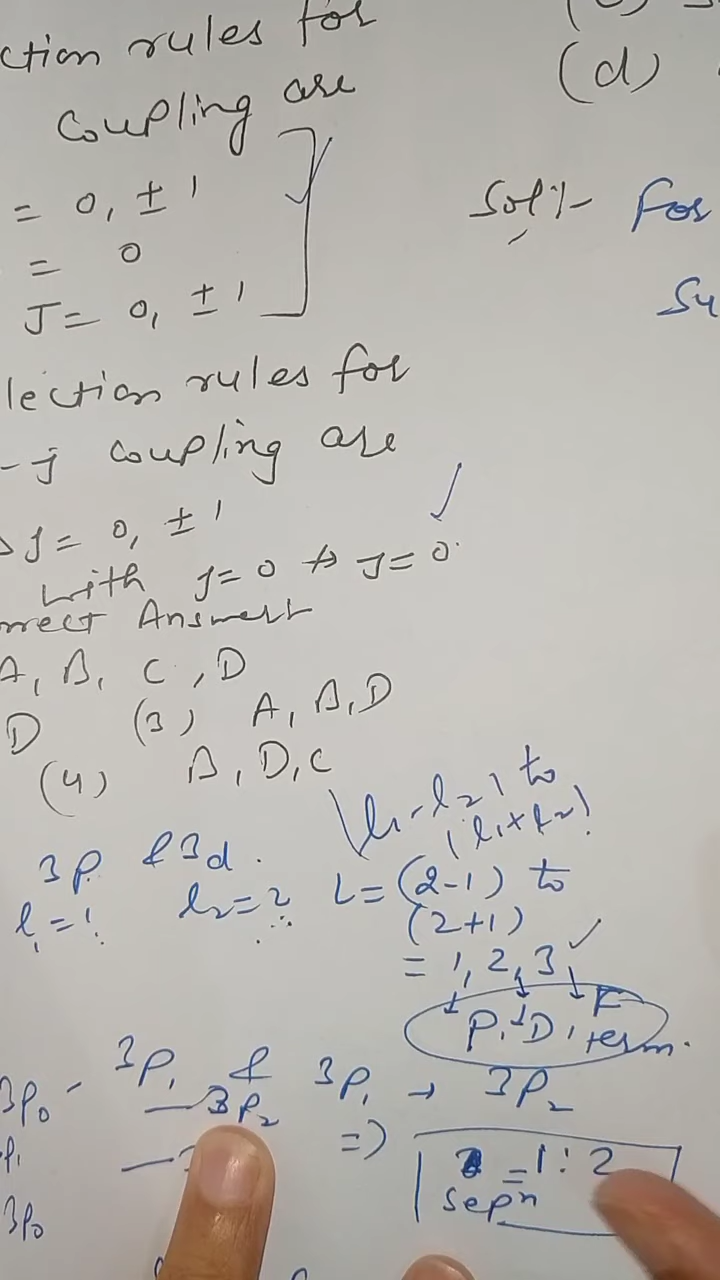 ction rules for
coupling are
= 0, ± 1
= 0
J = 0, ± 1
lection rules for
- j coupling are
J = 0, ± 1
with J = 0 ↛ J = 0
rrect Answer
A, B, C, D
D (3) A, B, D
(4) B, D, C
3p & 3d.
l₁ = 1, l₂ = 2 ∴ L = (2-1) to
(2+1)
= 1, 2, 3
P, D, F
term.
|l₁-l₂| to
|l₁+l₂|
3p₀ - 3P₁ & 3P₁ → 3P₂
3P₂ =>
3p₀
= 1 : 2
sepn
(d)
Sol:- For
Su